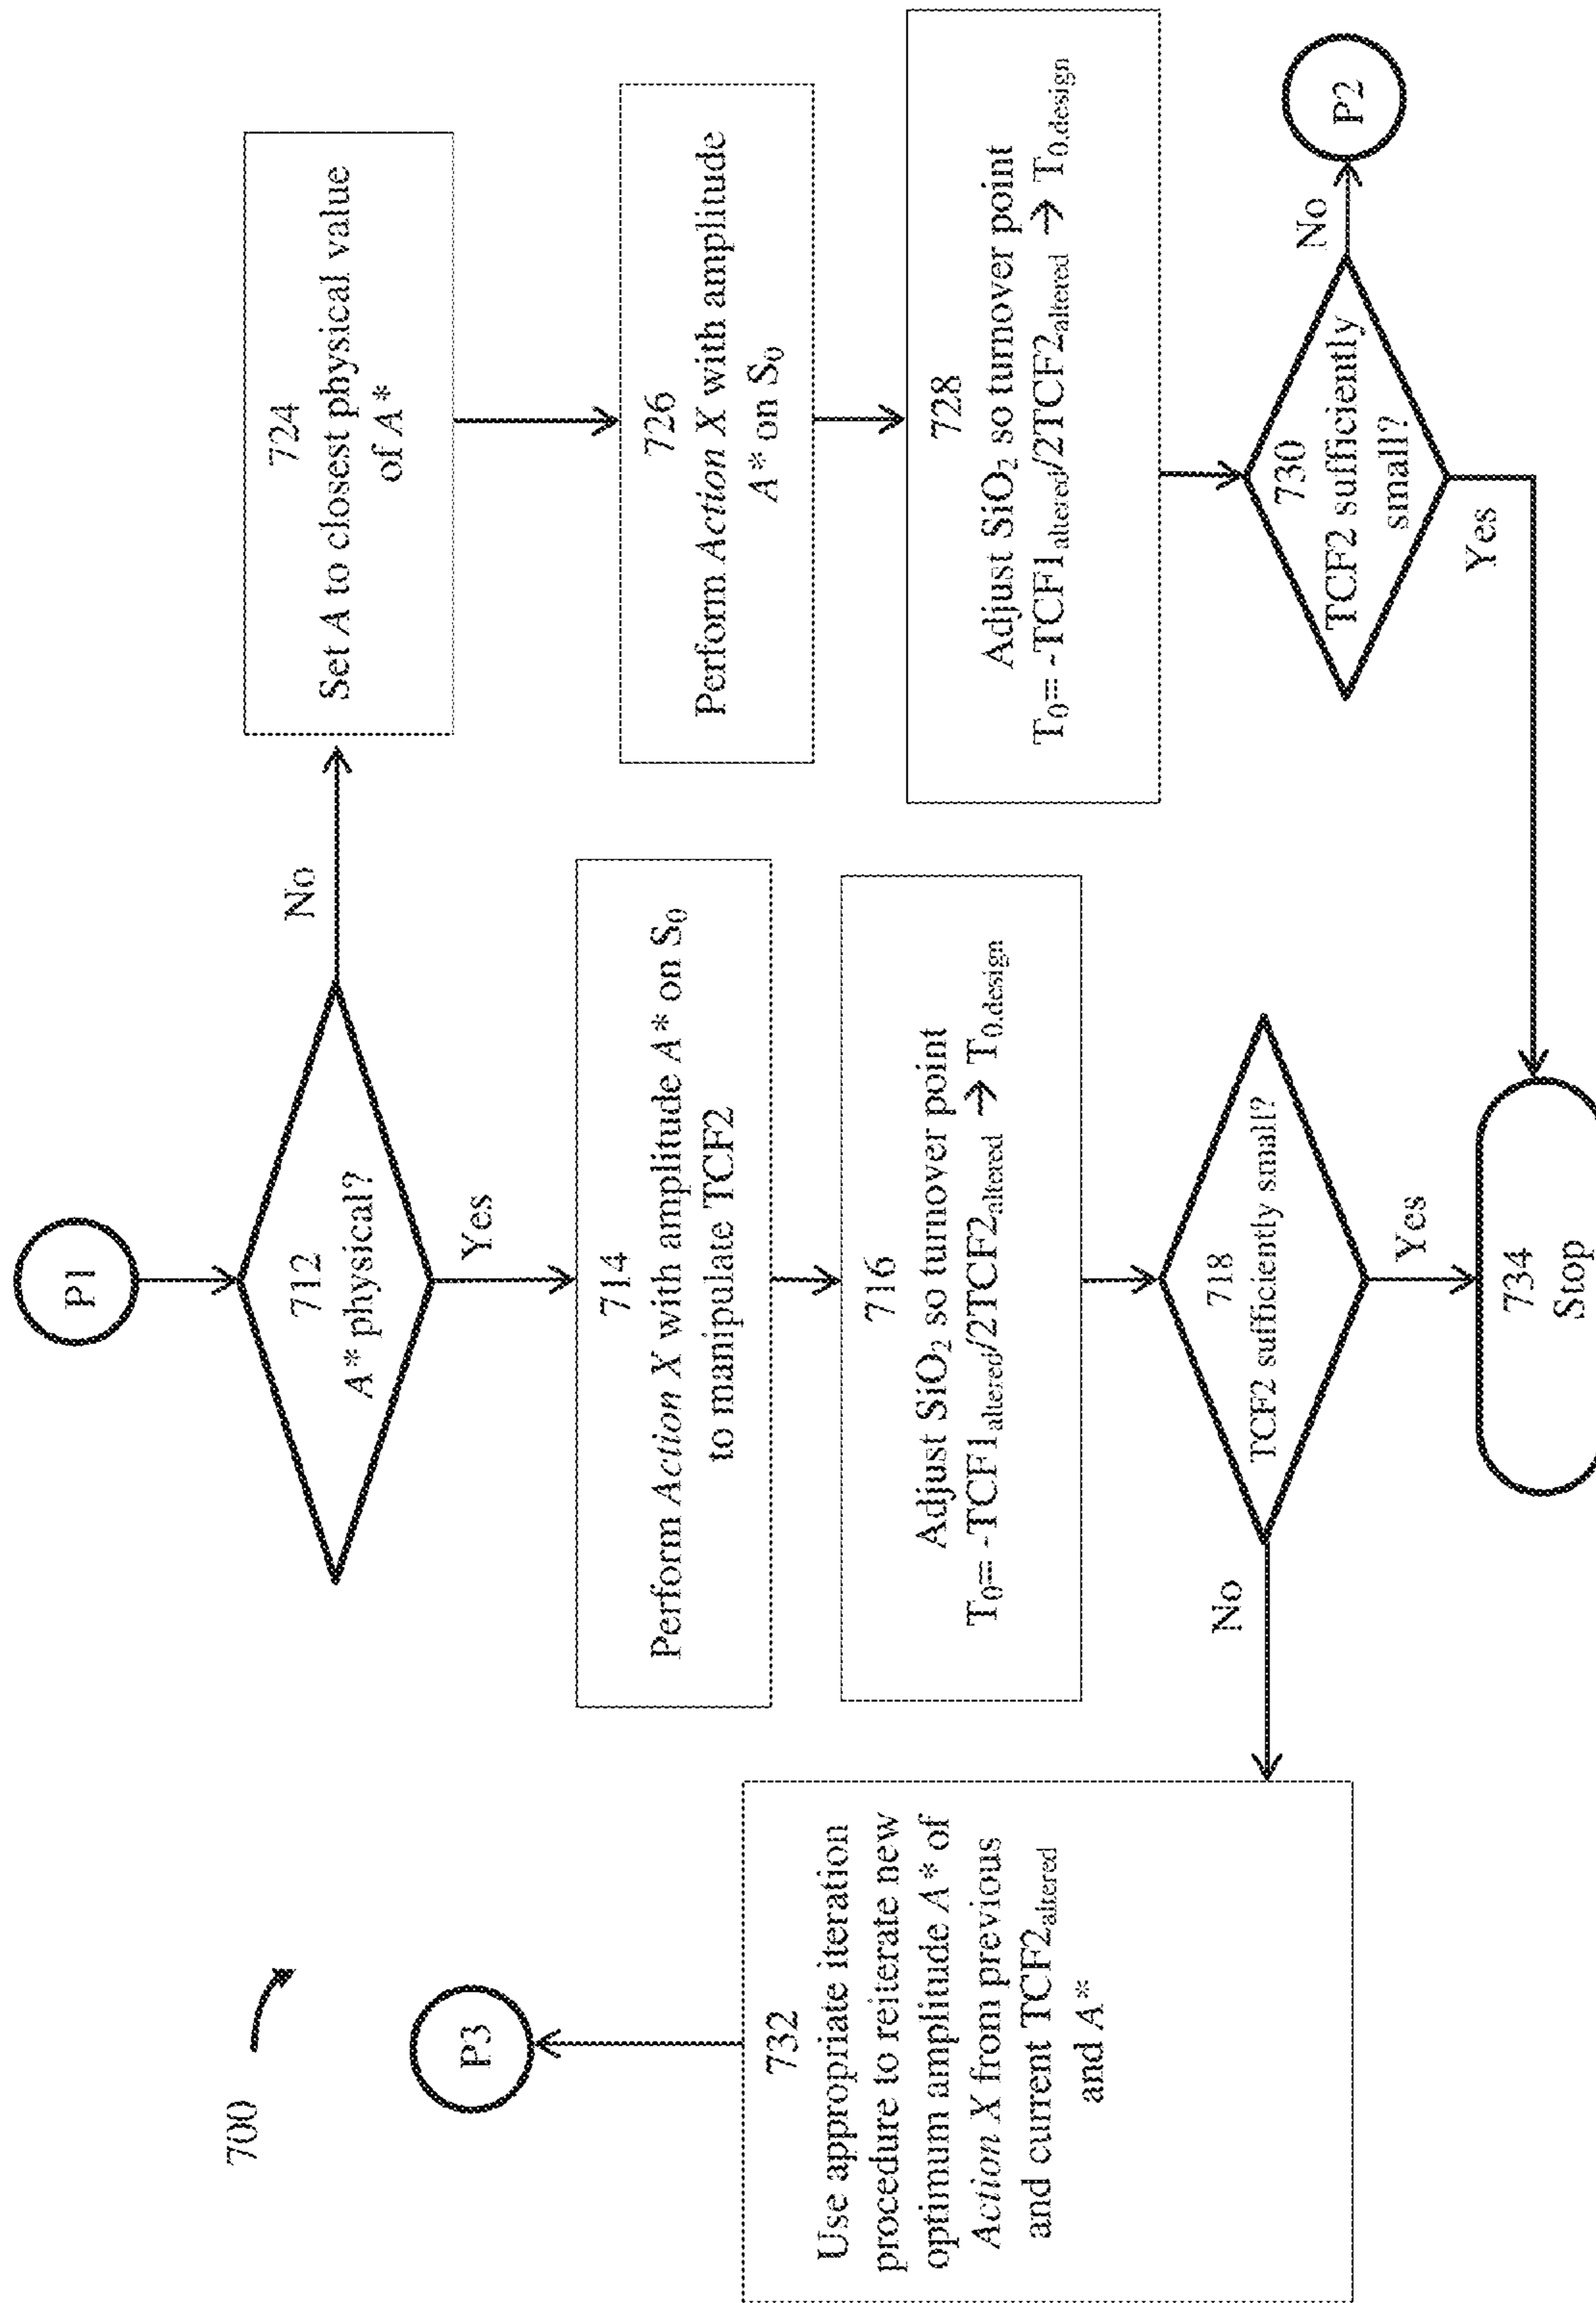 700
P1
712
A* physical?
No
Yes
714
Perform Action X with amplitude A* on S₀
to manipulate TCF2
716
Adjust SiO₂ so turnover point
T₀= -TCF1altered/2TCF2altered → T0,design
718
TCF2 sufficiently small?
No
Yes
734
Stop
P3
732
Use appropriate iteration
procedure to reiterate new
optimum amplitude A* of
Action X from previous
and current TCF2altered
and A*
724
Set A to closest physical value
of A*
726
Perform Action X with amplitude
A* on S₀
728
Adjust SiO₂ so turnover point
T₀= -TCF1altered/2TCF2altered → T0,design
730
TCF2 sufficiently
small?
No
P2
Yes